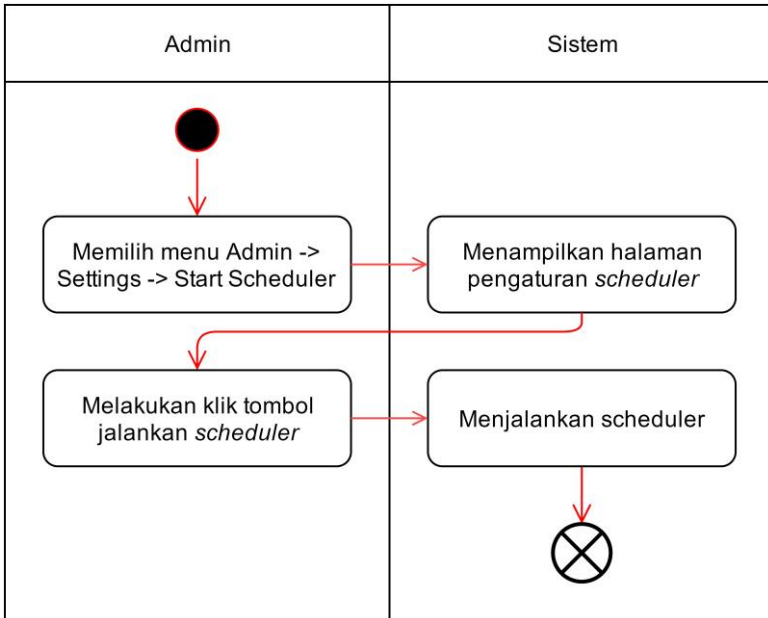 Admin
Sistem
Memilih menu Admin ->
Settings -> Start Scheduler
Menampilkan halaman
pengaturan scheduler
Melakukan klik tombol
jalankan scheduler
Menjalankan scheduler